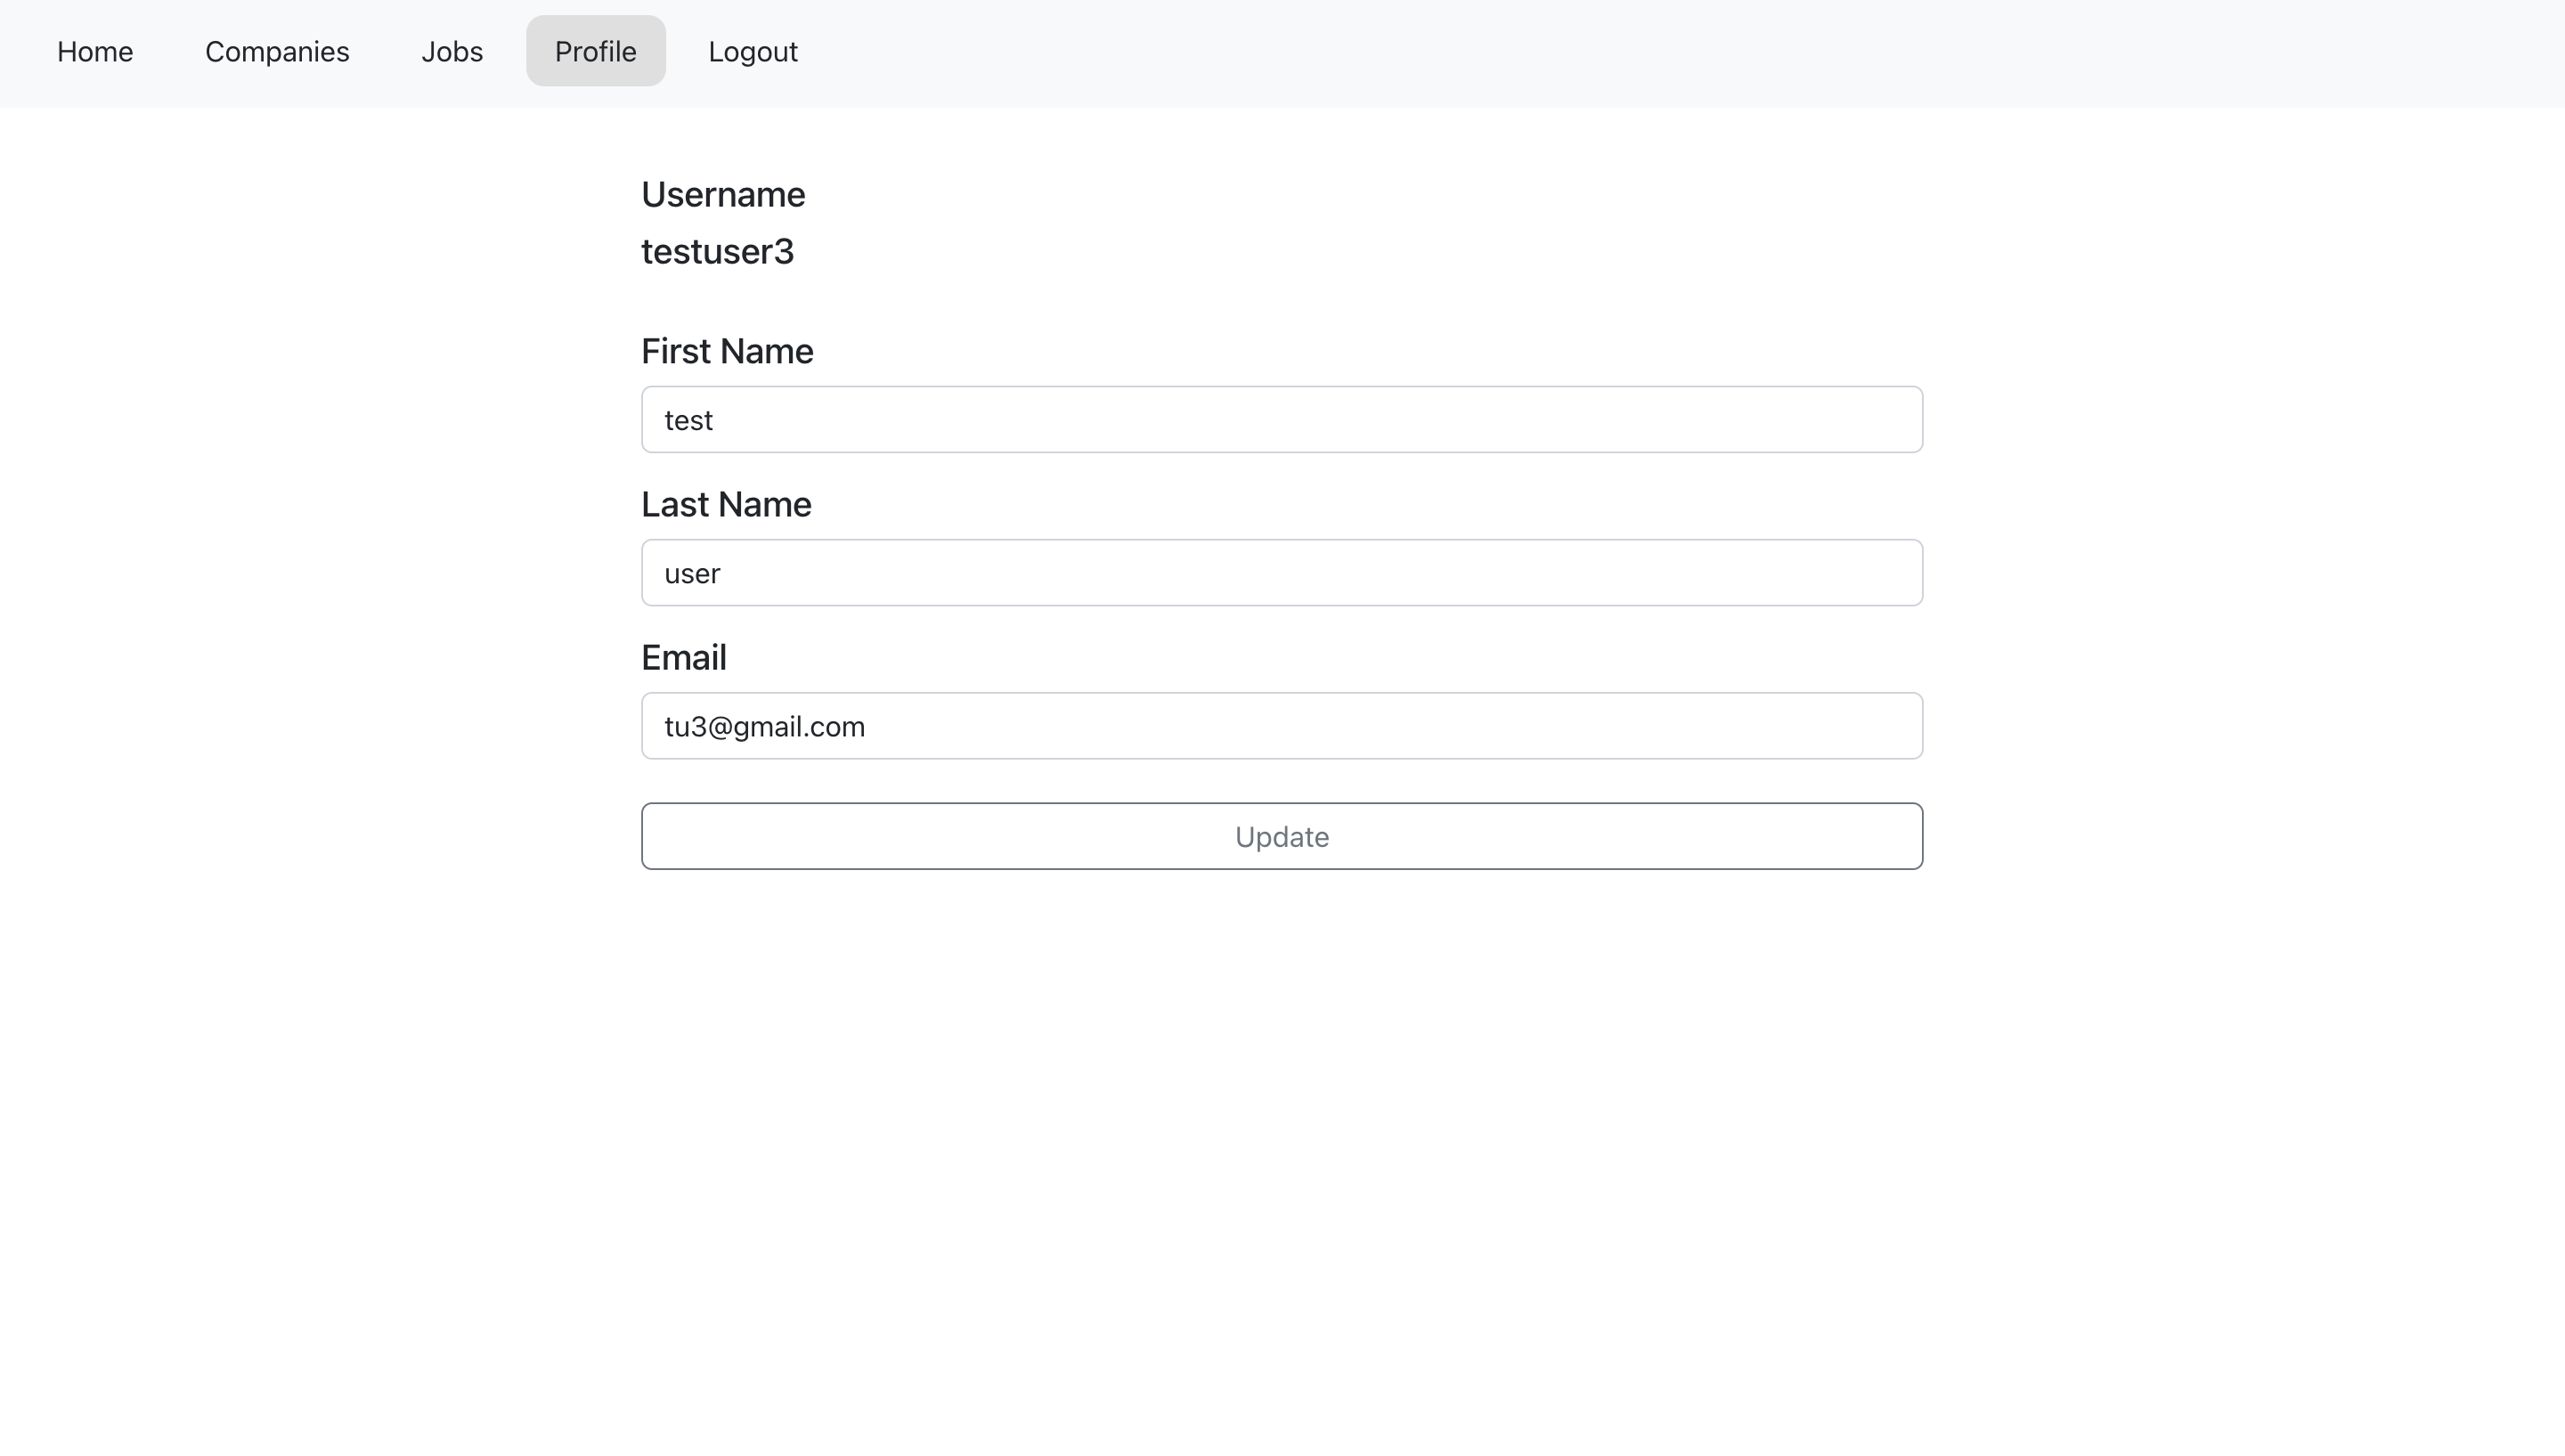 Home Companies Jobs Profile Logout
Username
testuser3
First Name
test
Last Name
user
Email
tu3@gmail.com
Update